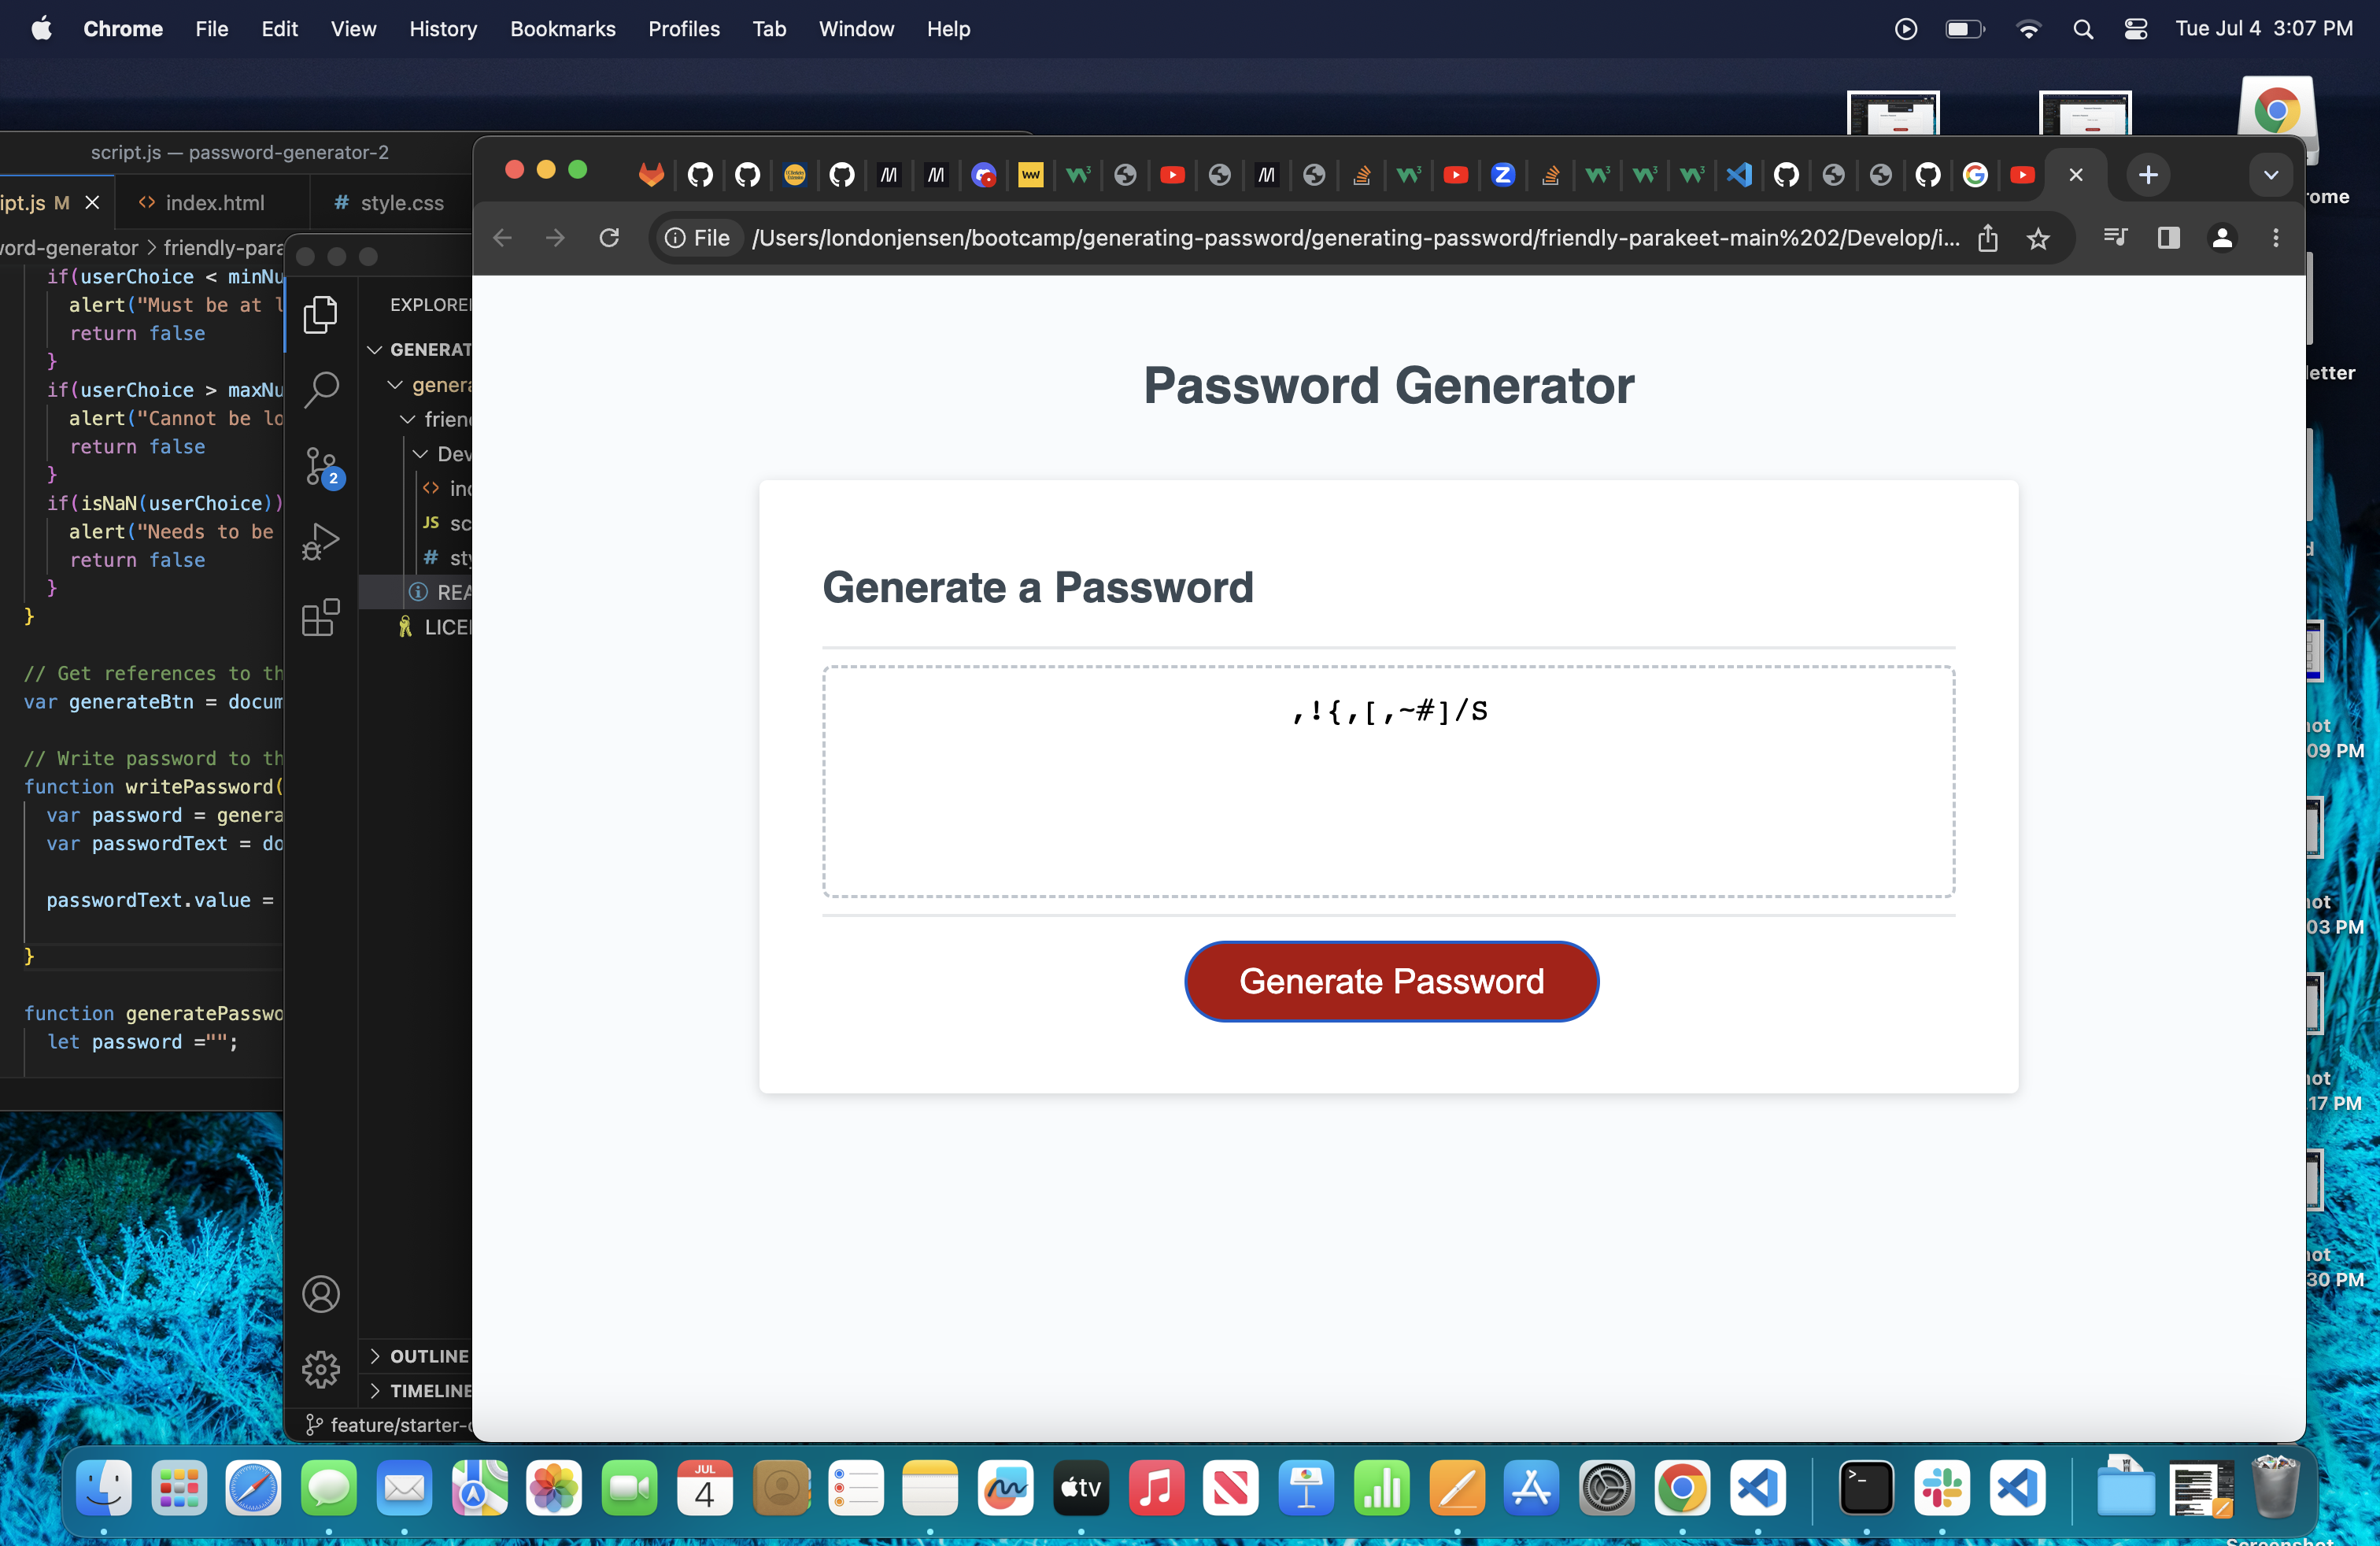 Chrome File Edit View History Bookmarks Profiles Tab Window Help Tue Jul 4 3:07 PM
script.js — password-generator-2
ipt.js M index.html # style.css
word-generator > friendly-para
if(userChoice < minNu
alert("Must be at l
return false
}
if(userChoice > maxNu
alert("Cannot be lo
return false
}
if(isNaN(userChoice))
alert("Needs to be
return false
}
}
// Get references to th
var generateBtn = docum
// Write password to th
function writePassword(
var password = genera
var passwordText = do
passwordText.value =
}
function generatePasswo
let password ="";
EXPLORE
GENERAT
genera
frien
Dev
<> ind
JS sc
# sty
REA
LICE
2
OUTLINE
TIMELINE
feature/starter-c
File /Users/londonjensen/bootcamp/generating-password/generating-password/friendly-parakeet-main%202/Develop/i...
Password Generator
Generate a Password
,!{,[,~#]/S
Generate Password
ome
letter
d
ot
09 PM
ot
03 PM
ot
17 PM
ot
30 PM
JUL
4
tv
Screenshot